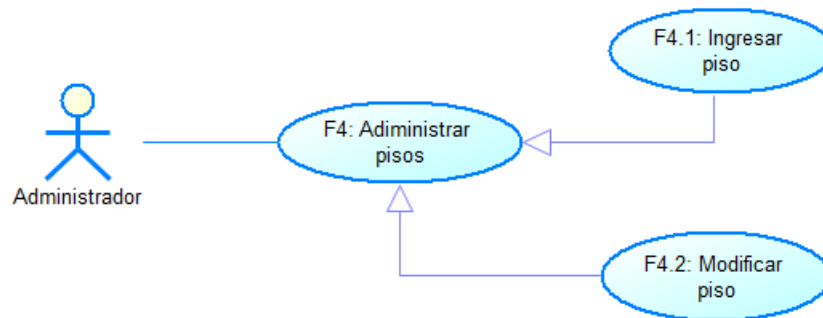 F4.1: Ingresar
piso
F4: Adiministrar
pisos
Administrador
F4.2: Modificar
piso